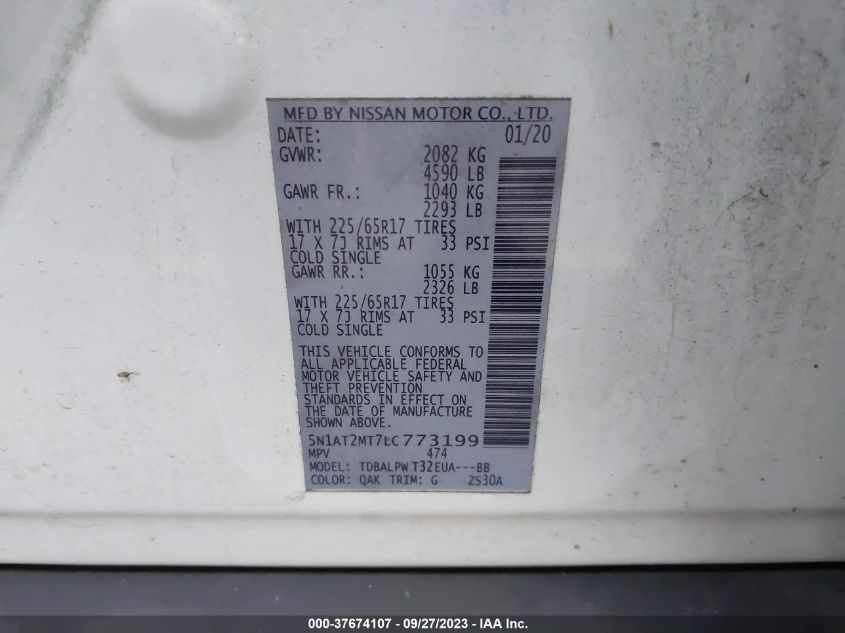 MFD BY NISSAN MOTOR CO., LTD.
DATE: 01/20
GVWR: 2082 KG
4590 LB
GAWR FR.: 1040 KG
2293 LB
WITH 225/65R17 TIRES
17 X 7J RIMS AT 33 PSI
COLD SINGLE
GAWR RR.: 1055 KG
2326 LB
WITH 225/65R17 TIRES
17 X 7J RIMS AT 33 PSI
COLD SINGLE
THIS VEHICLE CONFORMS TO
ALL APPLICABLE FEDERAL
MOTOR VEHICLE SAFETY AND
THEFT PREVENTION
STANDARDS IN EFFECT ON
THE DATE OF MANUFACTURE
SHOWN ABOVE.
5N1AT2MT7LC773199
MPV 474
MODEL: TDBALPW T32EUA---BB
COLOR: QAK TRIM: G ZS30A
000-37674107 - 09/27/2023 - IAA Inc.